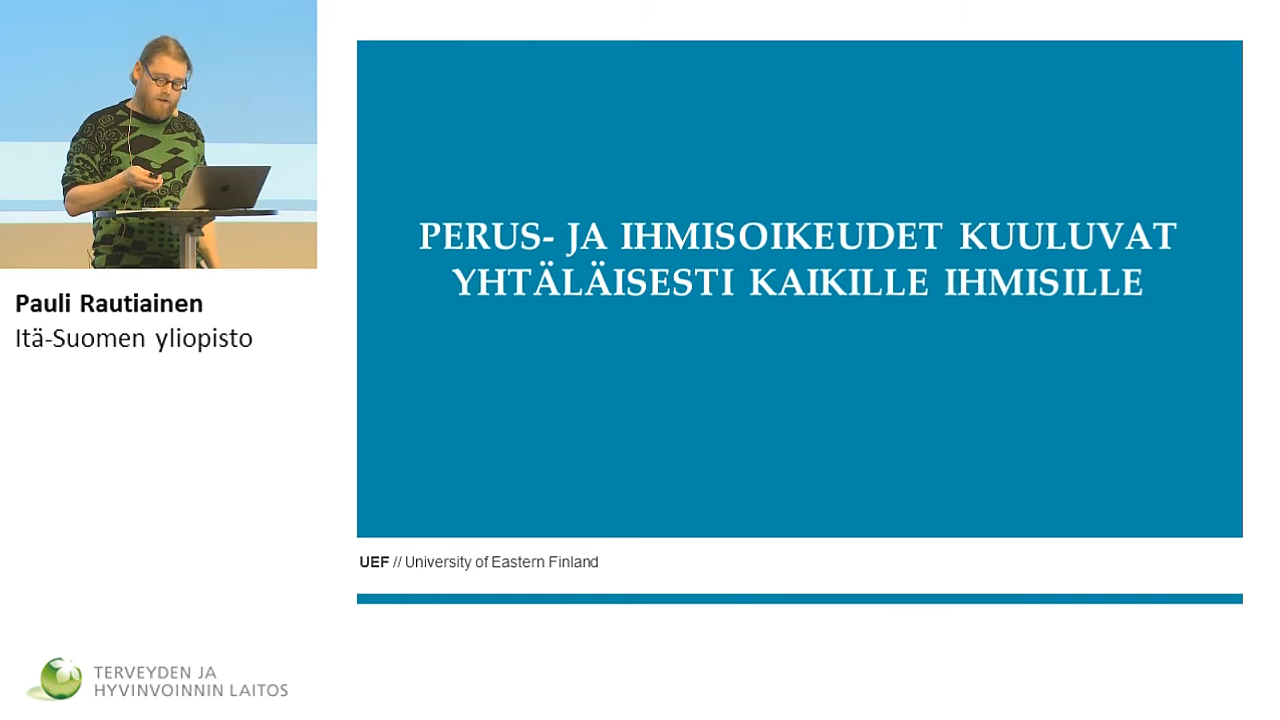 Pauli Rautiainen
Itä-Suomen yliopisto
PERUS- JA IHMISOIKEUDET KUULUVAT
YHTÄLÄISESTI KAIKILLE IHMISILLE
UEF // University of Eastern Finland
TERVEYDEN JA
HYVINVOINNIN LAITOS